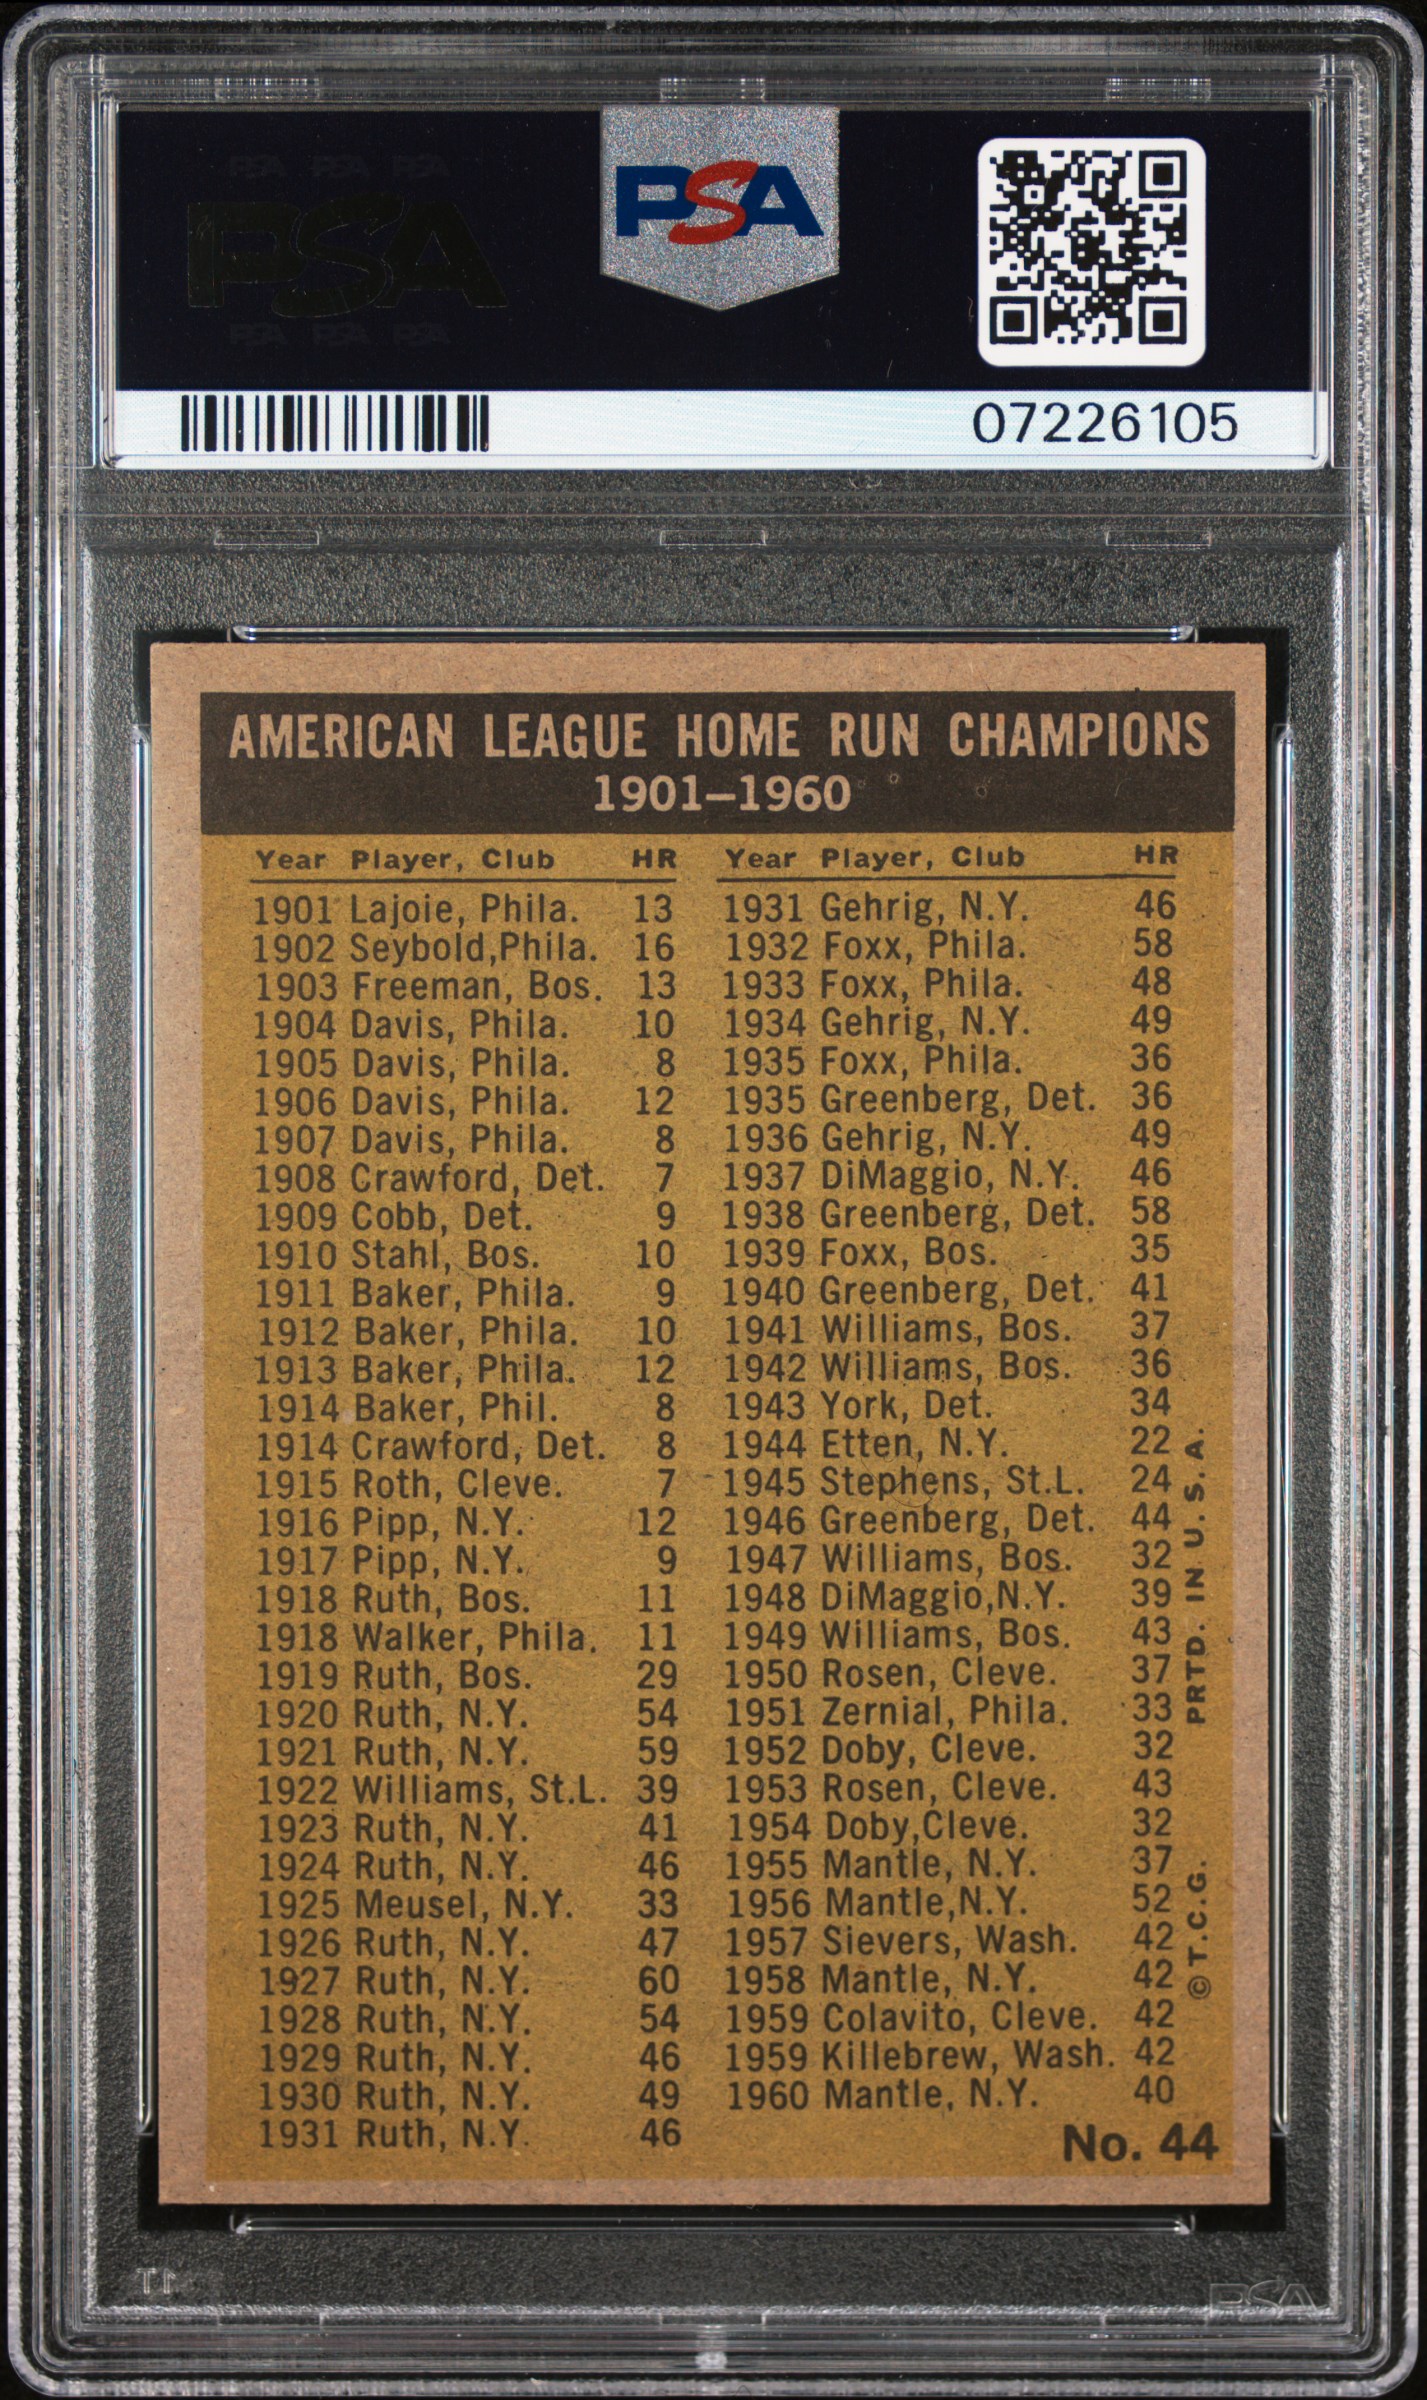 PSA PSA PSA
PSA
PSA PSA PSA
PSA
07226105
AMERICAN LEAGUE HOME RUN CHAMPIONS
1901–1960
Year Player, Club HR
1901 Lajoie, Phila. 13
1902 Seybold,Phila. 16
1903 Freeman, Bos. 13
1904 Davis, Phila. 10
1905 Davis, Phila. 8
1906 Davis, Phila. 12
1907 Davis, Phila. 8
1908 Crawford, Det. 7
1909 Cobb, Det. 9
1910 Stahl, Bos. 10
1911 Baker, Phila. 9
1912 Baker, Phila. 10
1913 Baker, Phila. 12
1914 Baker, Phil. 8
1914 Crawford, Det. 8
1915 Roth, Cleve. 7
1916 Pipp, N.Y. 12
1917 Pipp, N.Y. 9
1918 Ruth, Bos. 11
1918 Walker, Phila. 11
1919 Ruth, Bos. 29
1920 Ruth, N.Y. 54
1921 Ruth, N.Y. 59
1922 Williams, St.L. 39
1923 Ruth, N.Y. 41
1924 Ruth, N.Y. 46
1925 Meusel, N.Y. 33
1926 Ruth, N.Y. 47
1927 Ruth, N.Y. 60
1928 Ruth, N.Y. 54
1929 Ruth, N.Y. 46
1930 Ruth, N.Y. 49
1931 Ruth, N.Y. 46
Year Player, Club HR
1931 Gehrig, N.Y. 46
1932 Foxx, Phila. 58
1933 Foxx, Phila. 48
1934 Gehrig, N.Y. 49
1935 Foxx, Phila. 36
1935 Greenberg, Det. 36
1936 Gehrig, N.Y. 49
1937 DiMaggio, N.Y. 46
1938 Greenberg, Det. 58
1939 Foxx, Bos. 35
1940 Greenberg, Det. 41
1941 Williams, Bos. 37
1942 Williams, Bos. 36
1943 York, Det. 34
1944 Etten, N.Y. 22
1945 Stephens, St.L. 24
1946 Greenberg, Det. 44
1947 Williams, Bos. 32
1948 DiMaggio,N.Y. 39
1949 Williams, Bos. 43
1950 Rosen, Cleve. 37
1951 Zernial, Phila. 33
1952 Doby, Cleve. 32
1953 Rosen, Cleve. 43
1954 Doby,Cleve. 32
1955 Mantle, N.Y. 37
1956 Mantle,N.Y. 52
1957 Sievers, Wash. 42
1958 Mantle, N.Y. 42
1959 Colavito, Cleve. 42
1959 Killebrew, Wash. 42
1960 Mantle, N.Y. 40
No. 44
©T.C.G. PRTD. IN U.S.A.
PSA